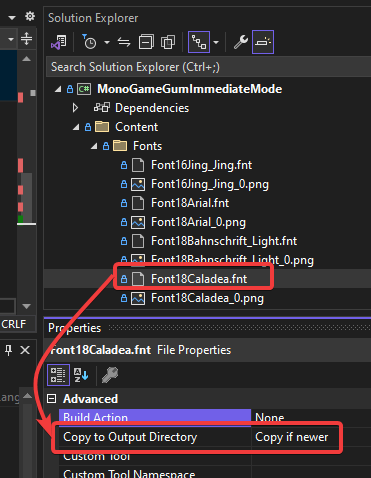 Solution Explorer
Search Solution Explorer (Ctrl+;)
C# MonoGameGumImmediateMode
Dependencies
Content
Fonts
Font16Jing_Jing.fnt
Font16Jing_Jing_0.png
Font18Arial.fnt
Font18Arial_0.png
Font18Bahnschrift_Light.fnt
Font18Bahnschrift_Light_0.png
Font18Caladea.fnt
Font18Caladea_0.png
CRLF
Properties
Font18Caladea.fnt File Properties
Advanced
Build Action None
Copy to Output Directory Copy if newer
Custom Tool
Custom Tool Namespace